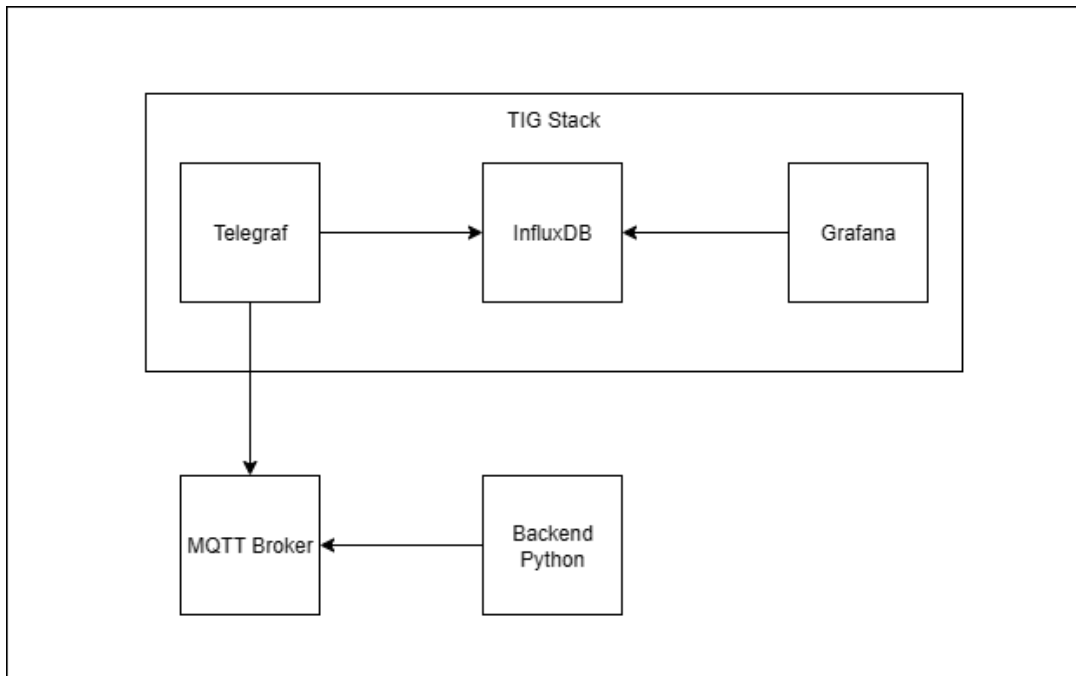 TIG Stack
Telegraf
InfluxDB
Grafana
MQTT Broker
Backend
Python